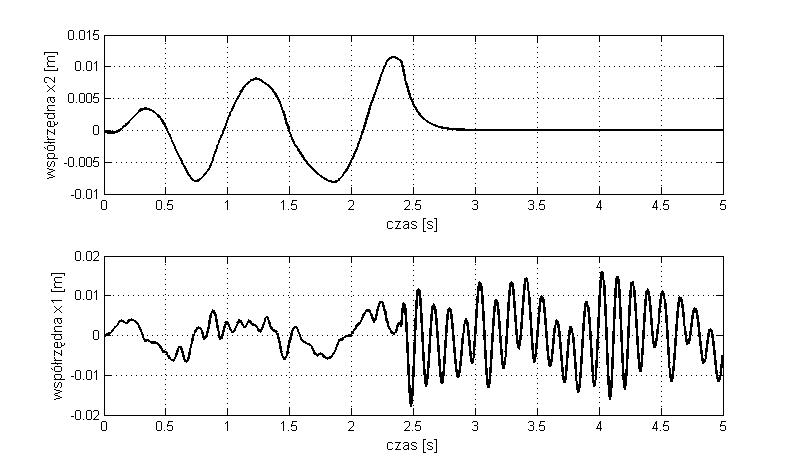 0.015
0.01
0.005
0
-0.005
-0.01
współrzędna x2 [m]
0 0.5 1 1.5 2 2.5 3 3.5 4 4.5 5
czas [s]
0.02
0.01
0
-0.01
-0.02
współrzędna x1 [m]
0 0.5 1 1.5 2 2.5 3 3.5 4 4.5 5
czas [s]